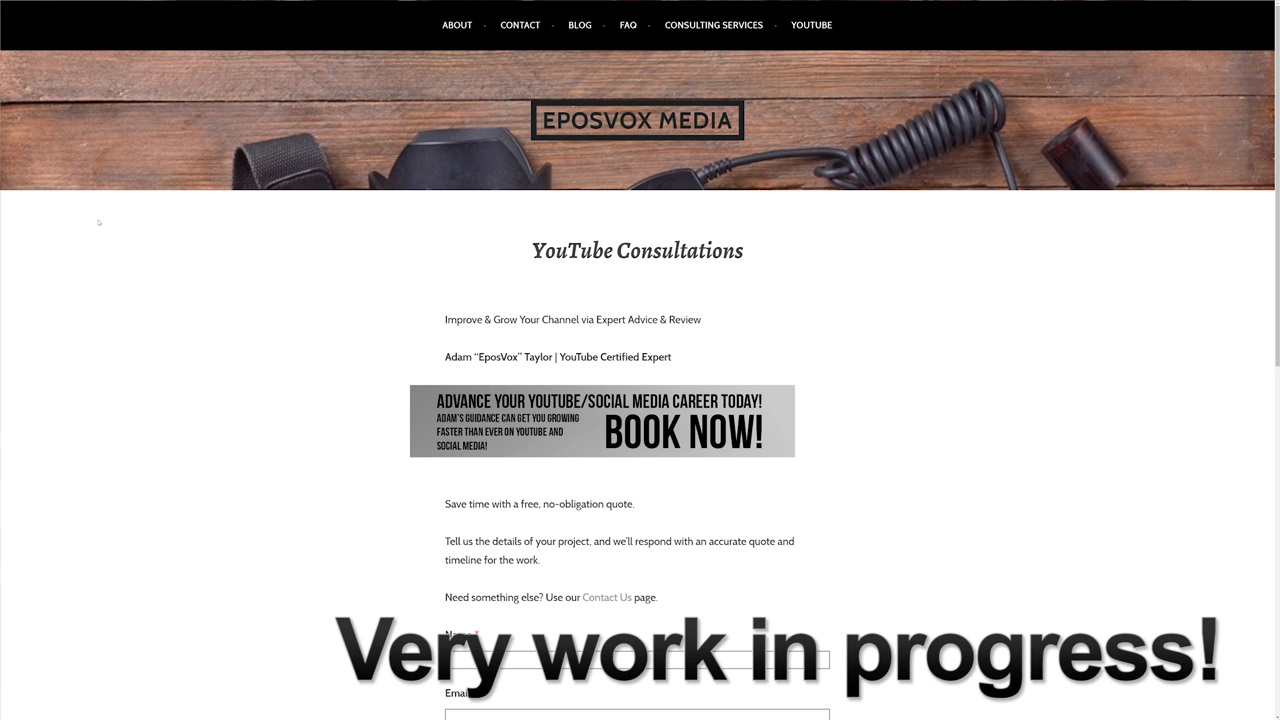 ABOUT - CONTACT - BLOG - FAQ - CONSULTING SERVICES - YOUTUBE
EPOSVOX MEDIA
YouTube Consultations
Improve & Grow Your Channel via Expert Advice & Review
Adam “EposVox” Taylor | YouTube Certified Expert
ADVANCE YOUR YOUTUBE/SOCIAL MEDIA CAREER TODAY!
ADAM'S GUIDANCE CAN GET YOU GROWING
FASTER THAN EVER ON YOUTUBE AND
SOCIAL MEDIA!
BOOK NOW!
Save time with a free, no-obligation quote.
Tell us the details of your project, and we’ll respond with an accurate quote and
timeline for the work.
Need something else? Use our Contact Us page.
Very work in progress!